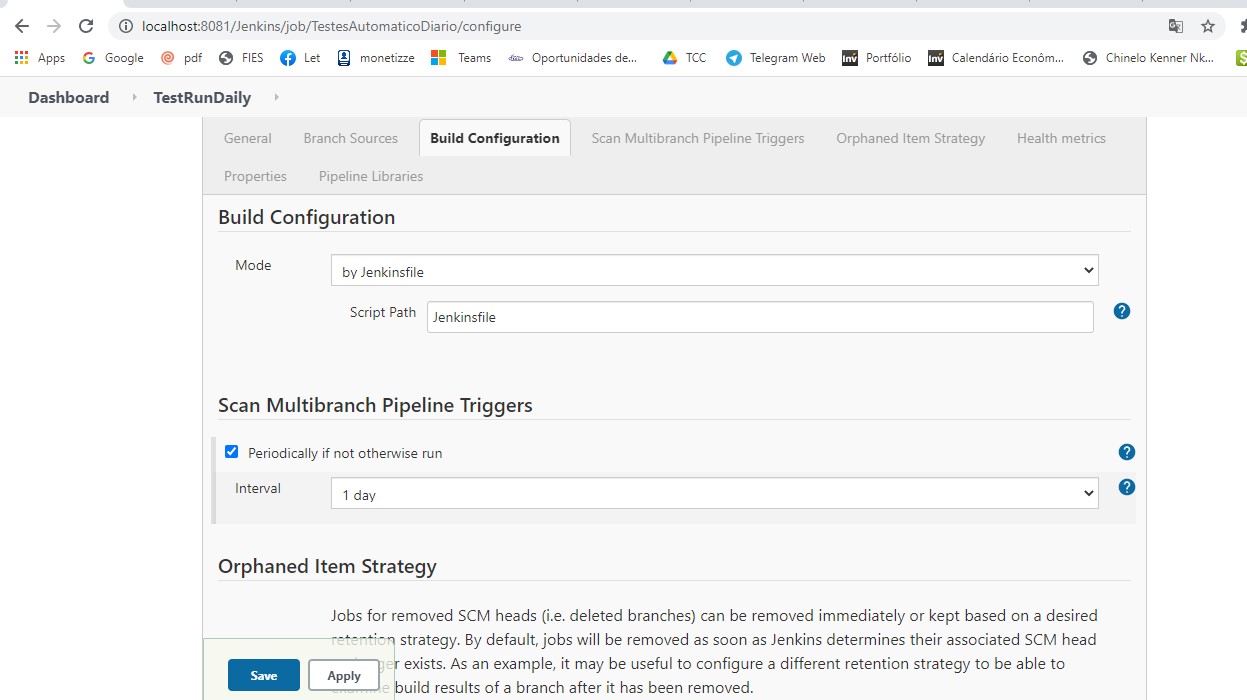 localhost:8081/Jenkins/job/TestesAutomaticoDiario/configure
Apps Google pdf FIES Let monetizze Teams Oportunidades de... TCC Telegram Web Portfólio Calendário Econôm... Chinelo Kenner Nk...
Dashboard TestRunDaily
General Branch Sources Build Configuration Scan Multibranch Pipeline Triggers Orphaned Item Strategy Health metrics
Properties Pipeline Libraries
Build Configuration
Mode by Jenkinsfile
Script Path Jenkinsfile
Scan Multibranch Pipeline Triggers
Periodically if not otherwise run
Interval 1 day
Orphaned Item Strategy
Jobs for removed SCM heads (i.e. deleted branches) can be removed immediately or kept based on a desired
retention strategy. By default, jobs will be removed as soon as Jenkins determines their associated SCM head
exists. As an example, it may be useful to configure a different retention strategy to be able to
build results of a branch after it has been removed.
Save Apply